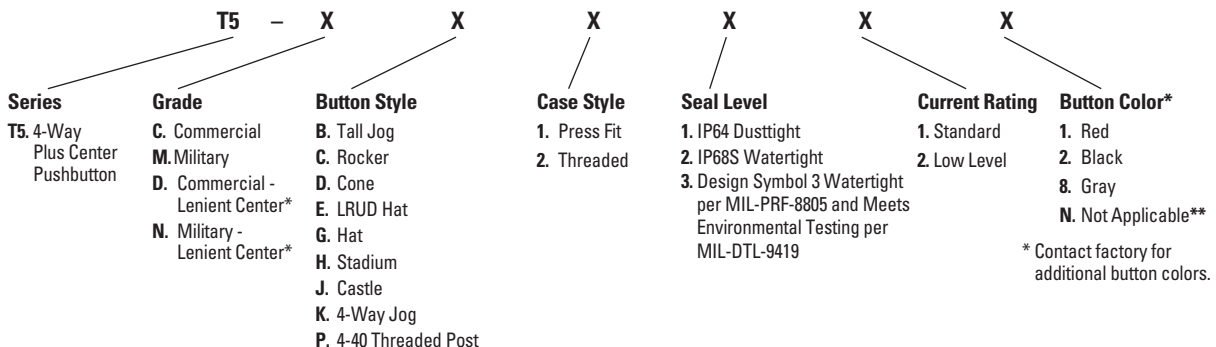 T5 – X X X X X X
Series
T5. 4-Way
Plus Center
Pushbutton
Grade
C. Commercial
M. Military
D. Commercial -
Lenient Center*
N. Military -
Lenient Center*
Button Style
B. Tall Jog
C. Rocker
D. Cone
E. LRUD Hat
G. Hat
H. Stadium
J. Castle
K. 4-Way Jog
P. 4-40 Threaded Post
Case Style
1. Press Fit
2. Threaded
Seal Level
1. IP64 Dusttight
2. IP68S Watertight
3. Design Symbol 3 Watertight
per MIL-PRF-8805 and Meets
Environmental Testing per
MIL-DTL-9419
Current Rating
1. Standard
2. Low Level
Button Color*
1. Red
2. Black
8. Gray
N. Not Applicable**
* Contact factory for
additional button colors.